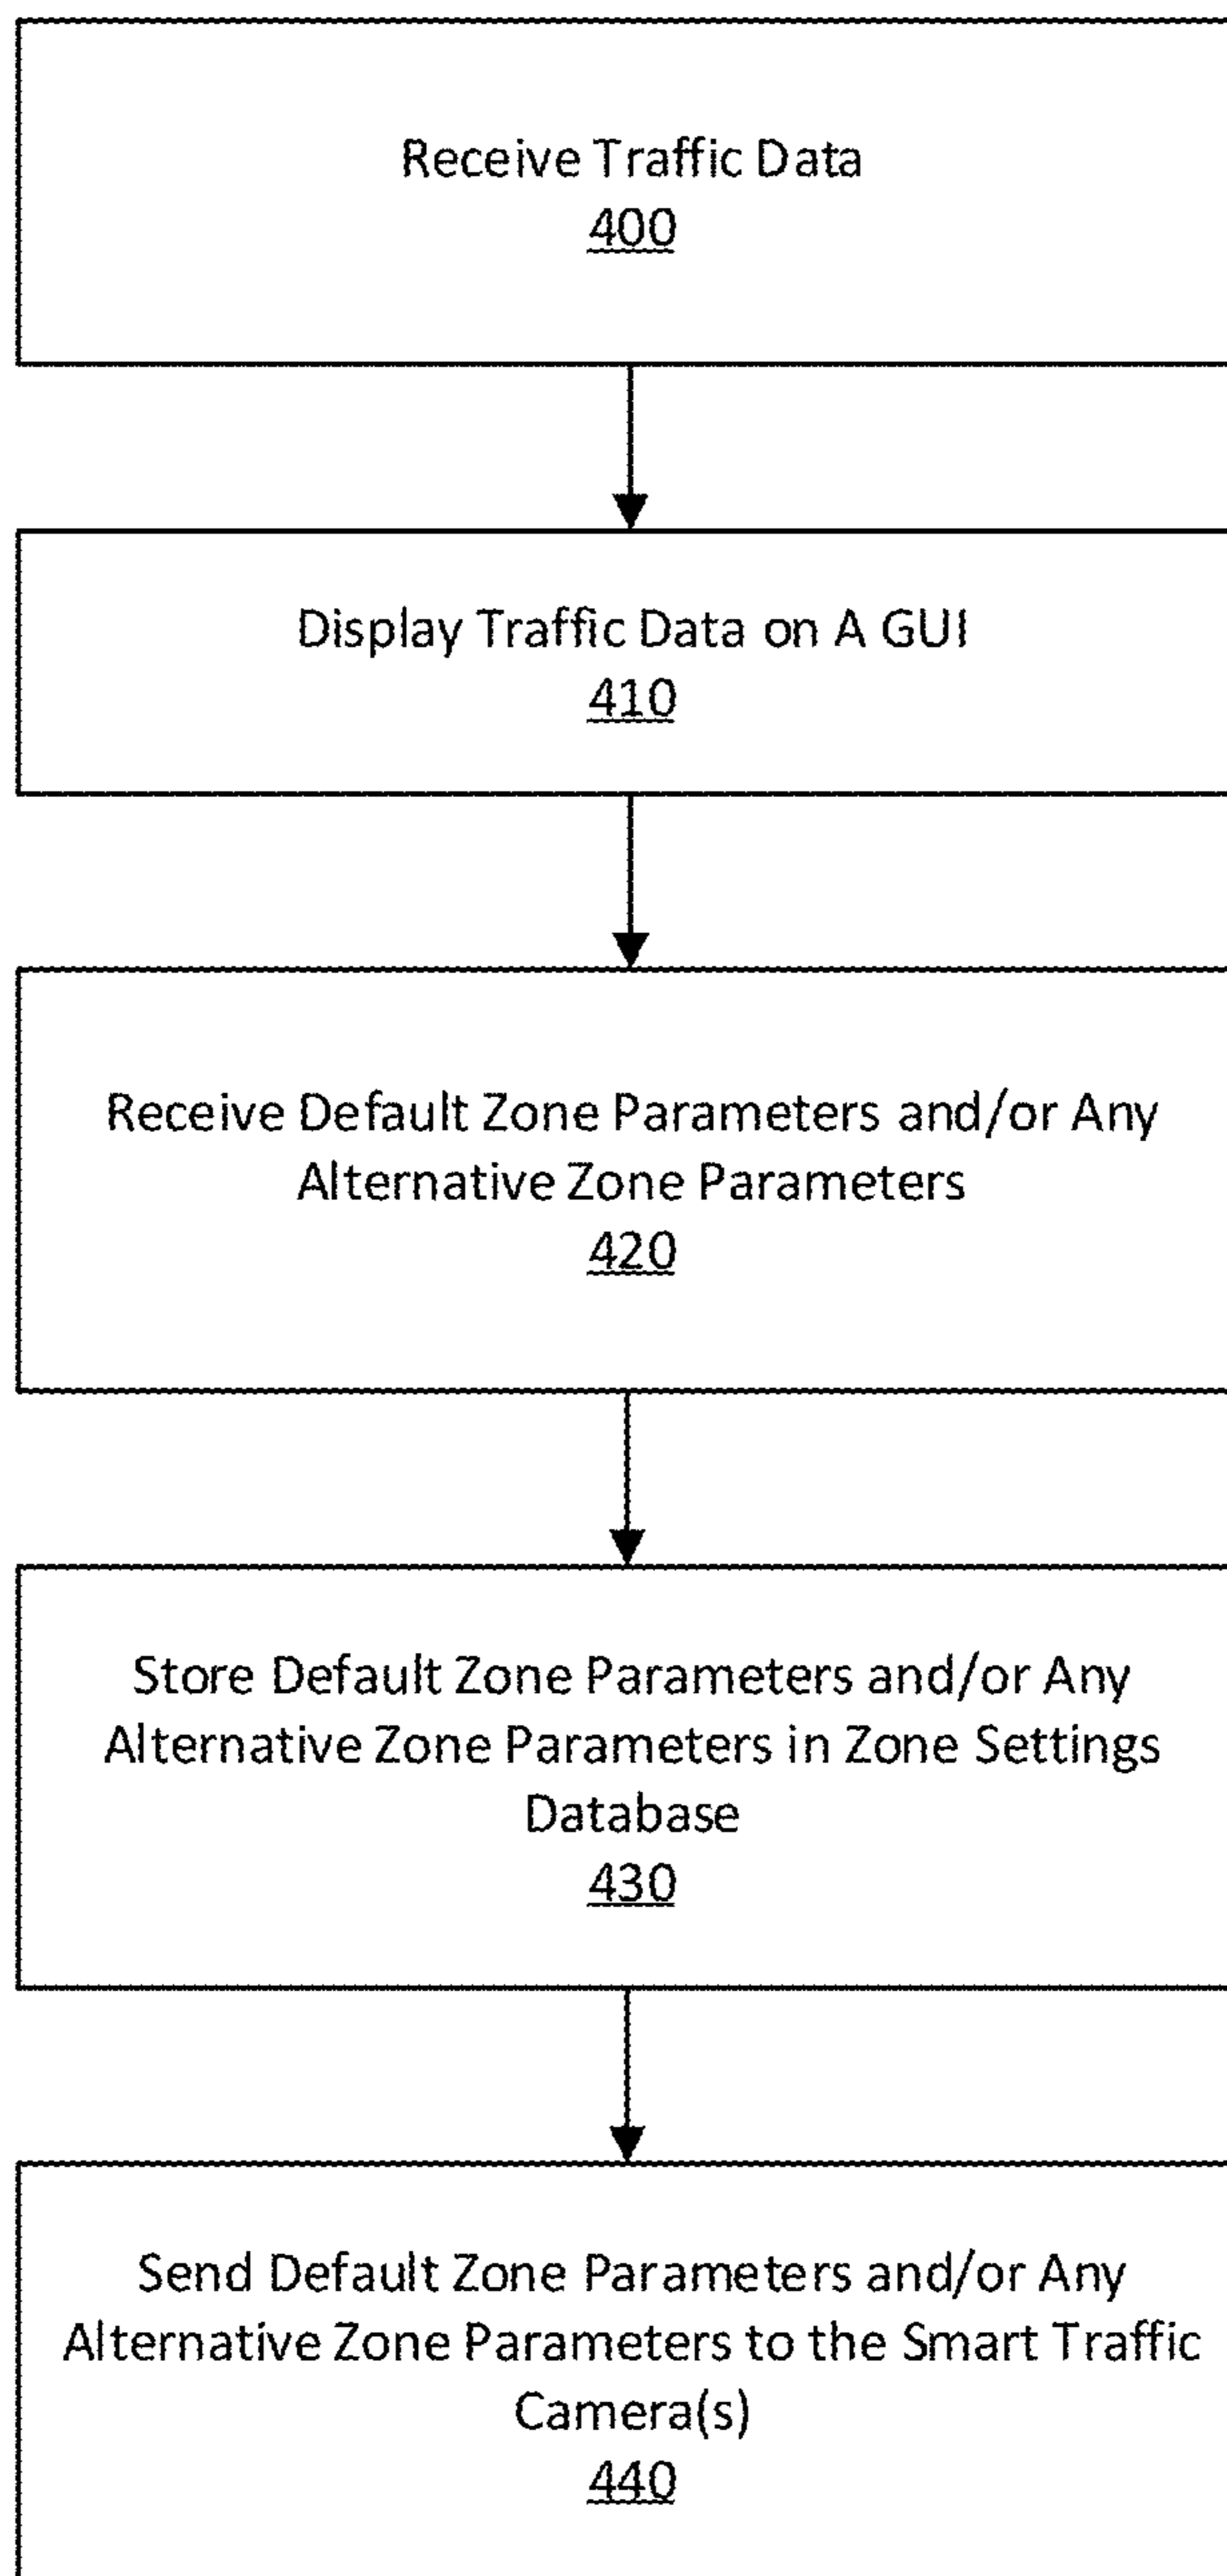 Receive Traffic Data
400
Display Traffic Data on A GUI
410
Receive Default Zone Parameters and/or Any
Alternative Zone Parameters
420
Store Default Zone Parameters and/or Any
Alternative Zone Parameters in Zone Settings
Database
430
Send Default Zone Parameters and/or Any
Alternative Zone Parameters to the Smart Traffic
Camera(s)
440